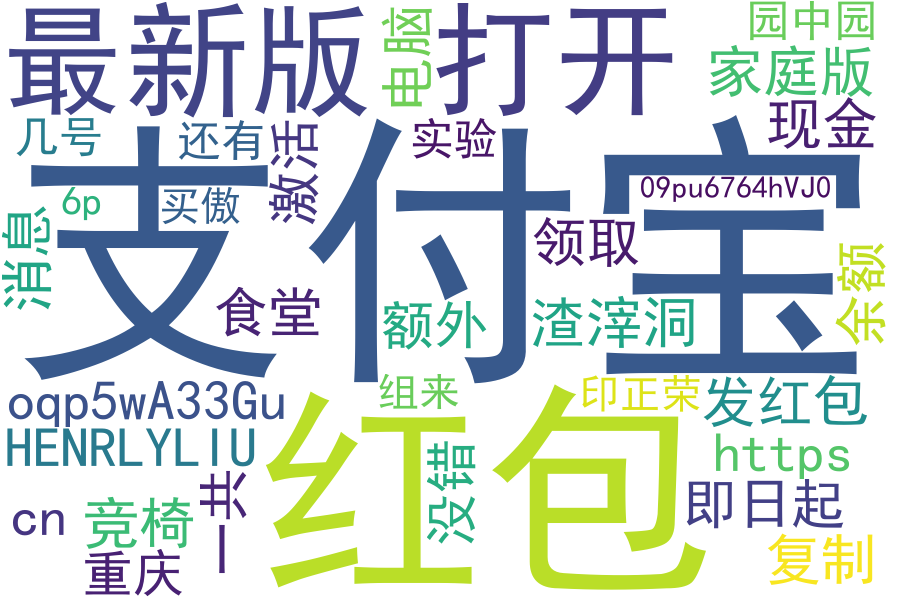 最新版
打开
电脑
园中园
家庭版
现金
几号
还有
激活
实验
支付宝
09pu6764hVJ0
6p
买傲
消息
领取
余额
食堂
额外
渣滓洞
组来
印正荣
oqp5wA33Gu
红包
发红包
HENRLYLIU
没错
https
一共
即日起
cn
竞椅
复制
重庆